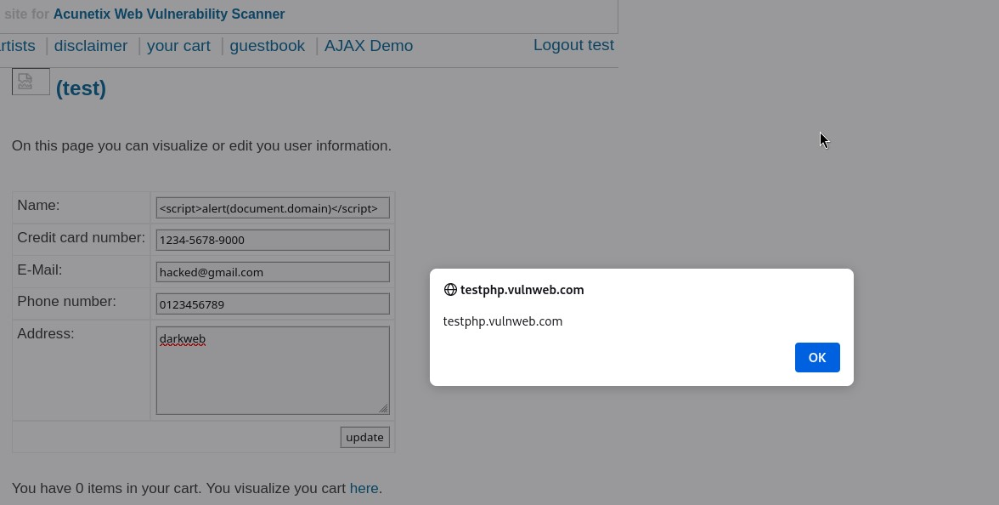 site for Acunetix Web Vulnerability Scanner
rtists | disclaimer | your cart | guestbook | AJAX Demo Logout test
(test)
On this page you can visualize or edit you user information.
Name: <script>alert(document.domain)</script>
Credit card number: 1234-5678-9000
E-Mail: hacked@gmail.com
Phone number: 0123456789
Address: darkweb
update
You have 0 items in your cart. You visualize you cart here.
testphp.vulnweb.com
testphp.vulnweb.com
OK